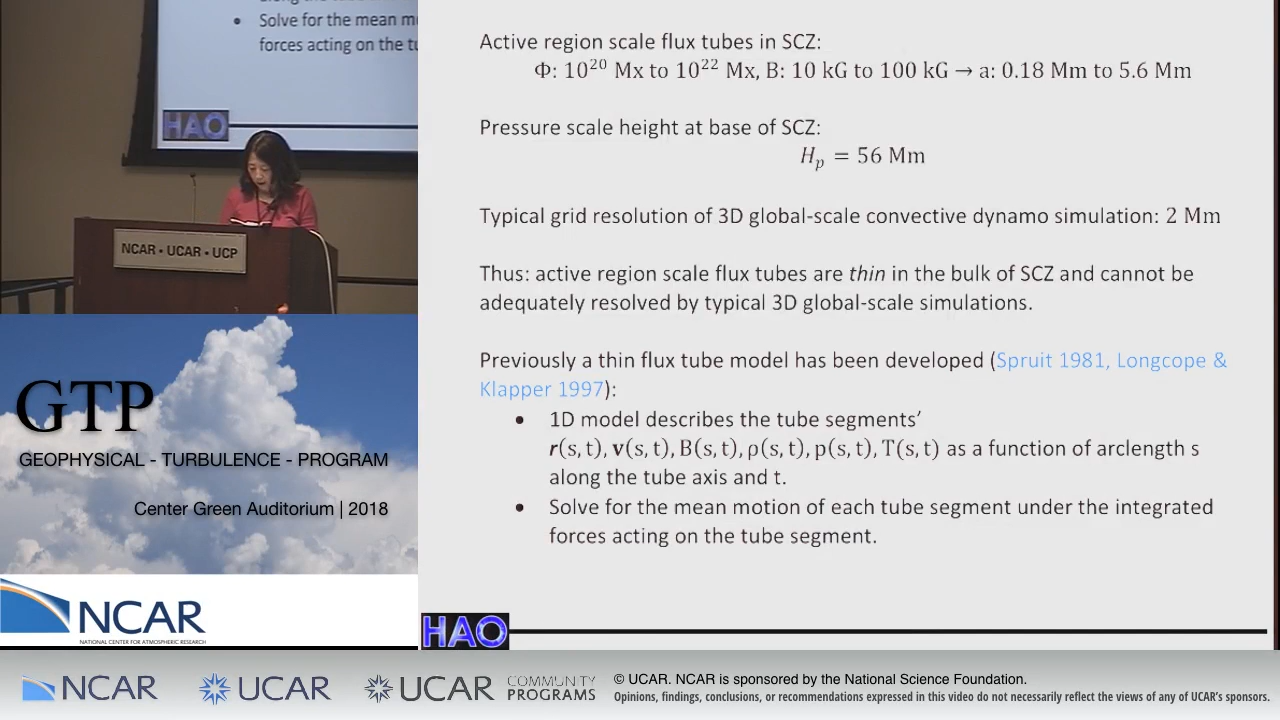 along the tube axis and t.
Solve for the mean m
forces acting on the tu
HAO
NCAR • UCAR • UCP
GTP
GEOPHYSICAL - TURBULENCE - PROGRAM
Center Green Auditorium | 2018
NCAR
NATIONAL CENTER FOR ATMOSPHERIC RESEARCH
Active region scale flux tubes in SCZ:
Φ: 10²⁰ Mx to 10²² Mx, B: 10 kG to 100 kG → a: 0.18 Mm to 5.6 Mm
Pressure scale height at base of SCZ:
Hₚ = 56 Mm
Typical grid resolution of 3D global-scale convective dynamo simulation: 2 Mm
Thus: active region scale flux tubes are thin in the bulk of SCZ and cannot be
adequately resolved by typical 3D global-scale simulations.
Previously a thin flux tube model has been developed (Spruit 1981, Longcope &
Klapper 1997):
• 1D model describes the tube segments’
r(s, t), v(s, t), B(s, t), ρ(s, t), p(s, t), T(s, t) as a function of arclength s
along the tube axis and t.
• Solve for the mean motion of each tube segment under the integrated
forces acting on the tube segment.
HAO
NCAR
UCAR
UCAR
COMMUNITY
PROGRAMS
© UCAR. NCAR is sponsored by the National Science Foundation.
Opinions, findings, conclusions, or recommendations expressed in this video do not necessarily reflect the views of any of UCAR's sponsors.